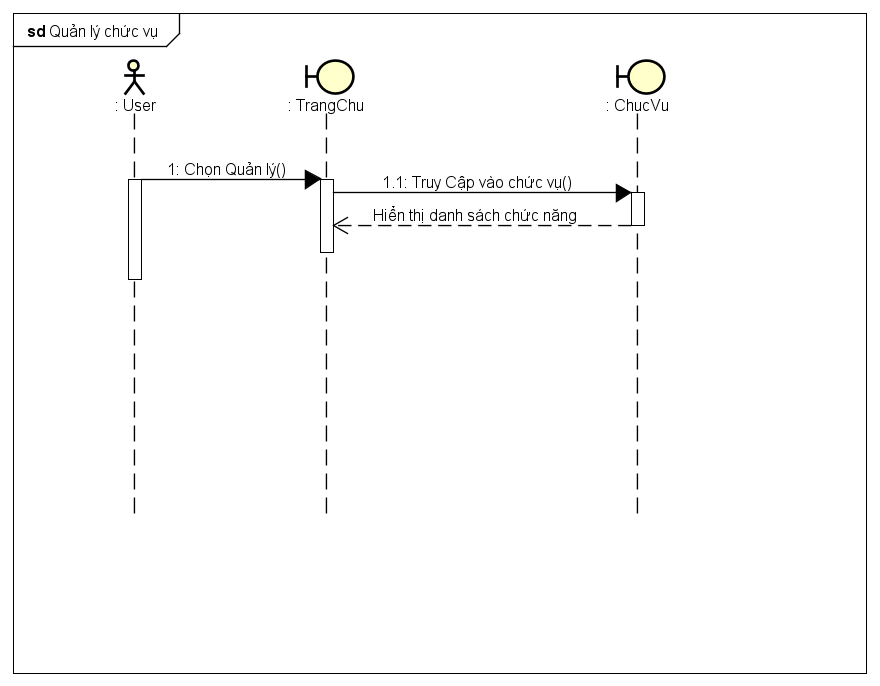 sd Quản lý chức vụ
: User
: TrangChu
: ChucVu
1: Chọn Quản lý()
1.1: Truy Cập vào chức vụ()
Hiển thị danh sách chức năng